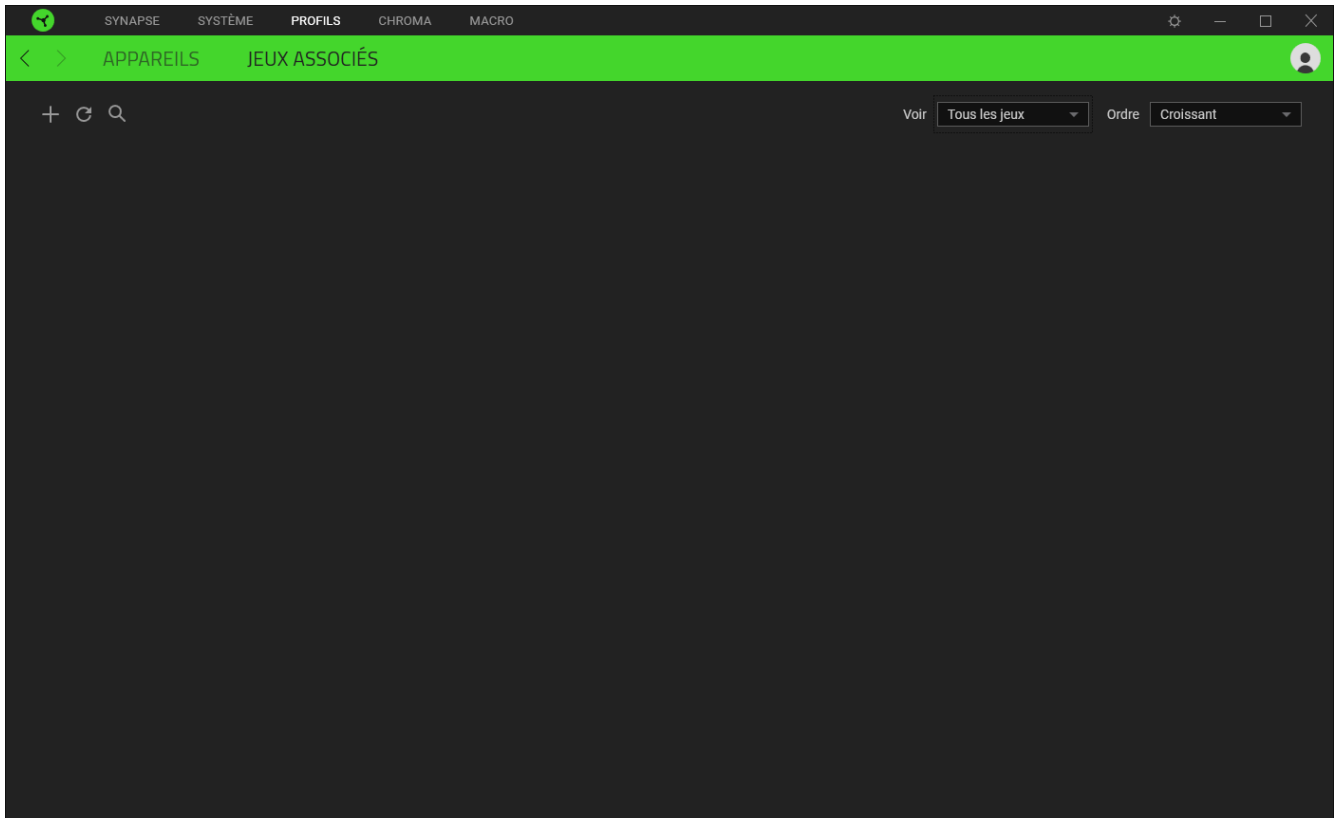 SYNAPSE SYSTÈME PROFILS CHROMA MACRO
APPAREILS JEUX ASSOCIÉS
Voir Tous les jeux Ordre Croissant